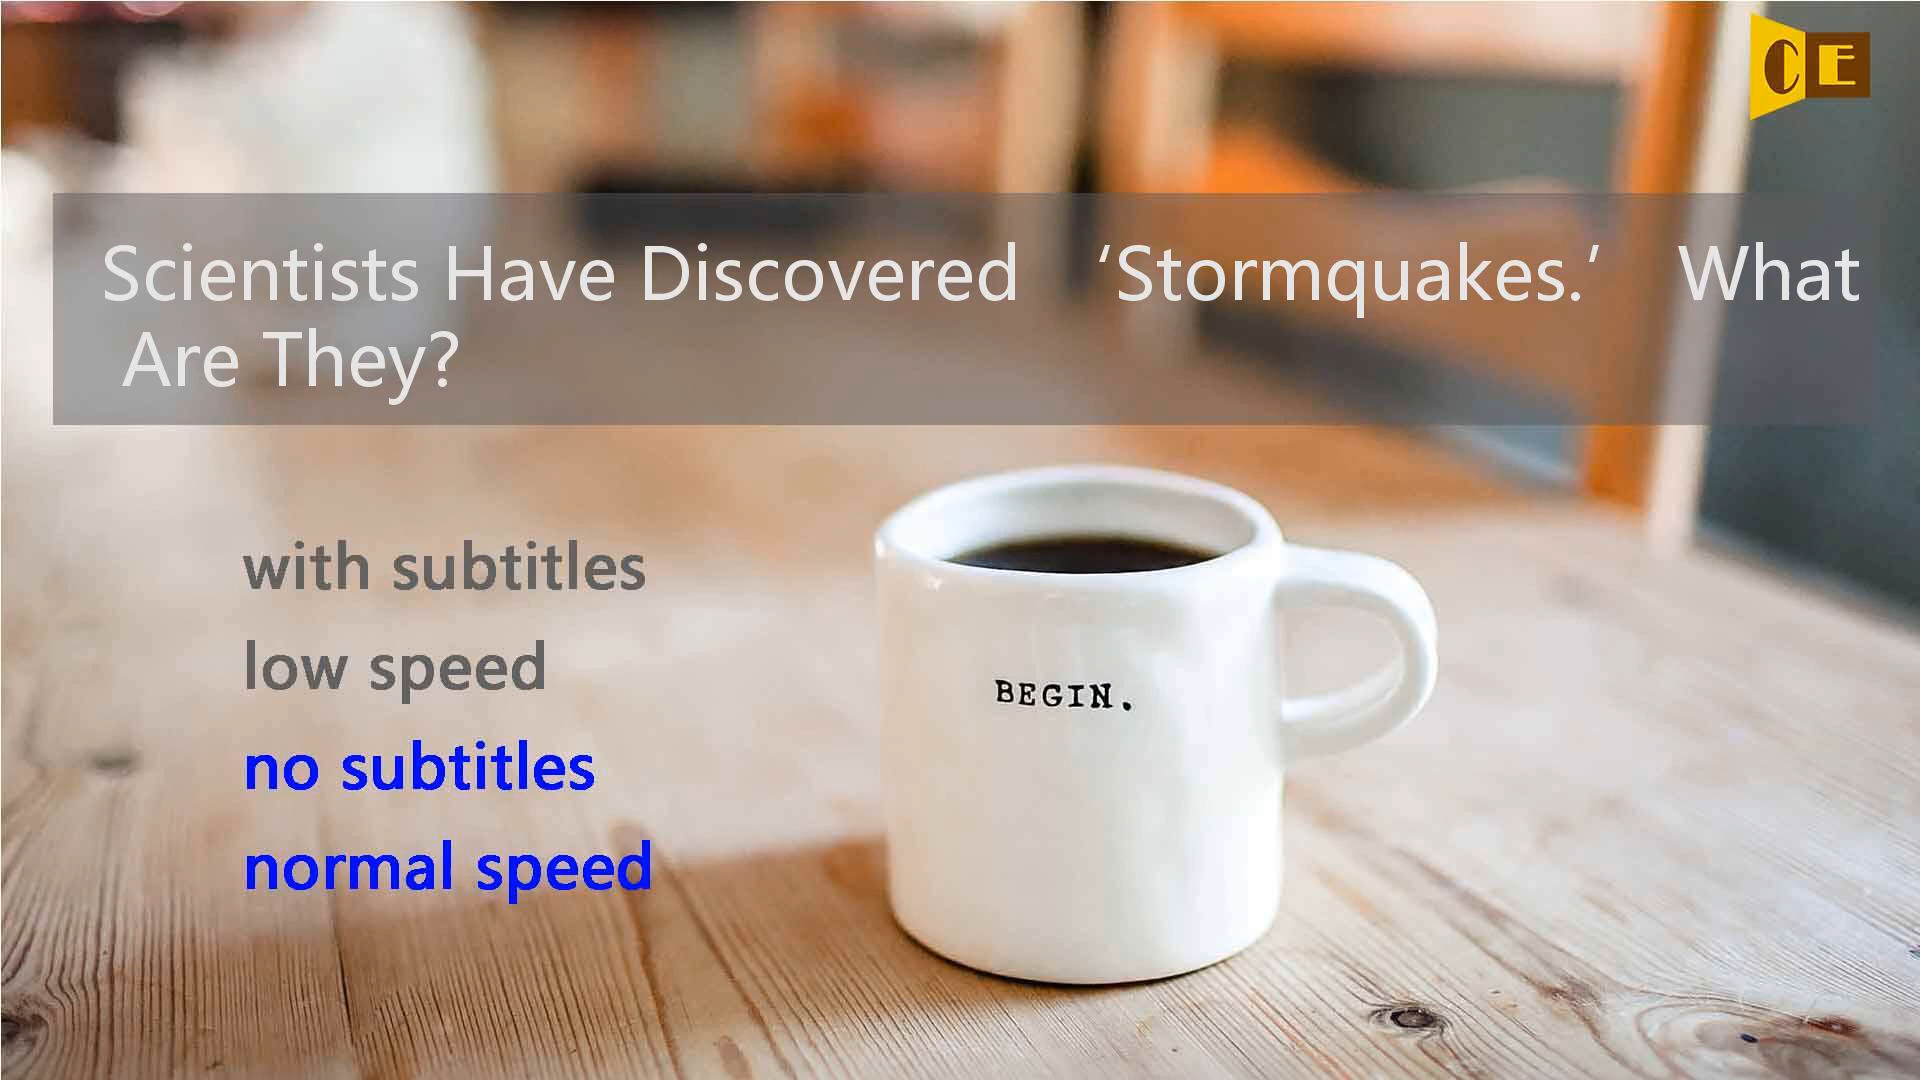 CE
Scientists Have Discovered ‘Stormquakes.’ What
Are They?
with subtitles
low speed
BEGIN.
no subtitles
normal speed